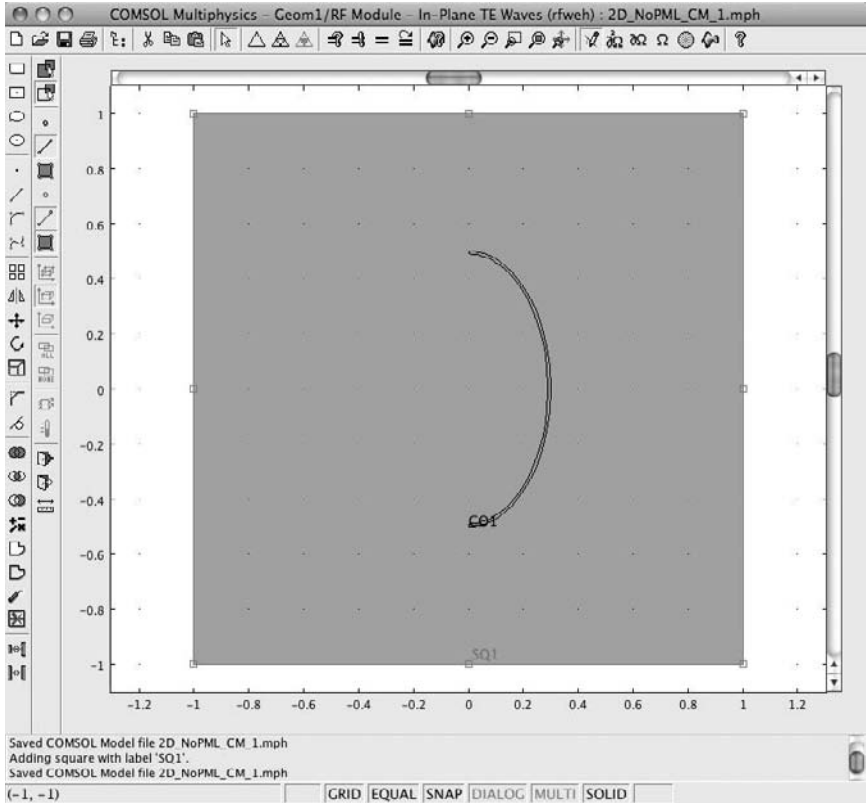 COMSOL Multiphysics – Geom1/RF Module – In-Plane TE Waves (rfweh) : 2D_NoPML_CM_1.mph
1
0.8
0.6
0.4
0.2
0
-0.2
-0.4
-0.6
-0.8
-1
CO1
SQ1
-1.2 -1 -0.8 -0.6 -0.4 -0.2 0 0.2 0.4 0.6 0.8 1 1.2
Saved COMSOL Model file 2D_NoPML_CM_1.mph
Adding square with label 'SQ1'.
Saved COMSOL Model file 2D_NoPML_CM_1.mph
(-1, -1) GRID EQUAL SNAP DIALOG MULTI SOLID